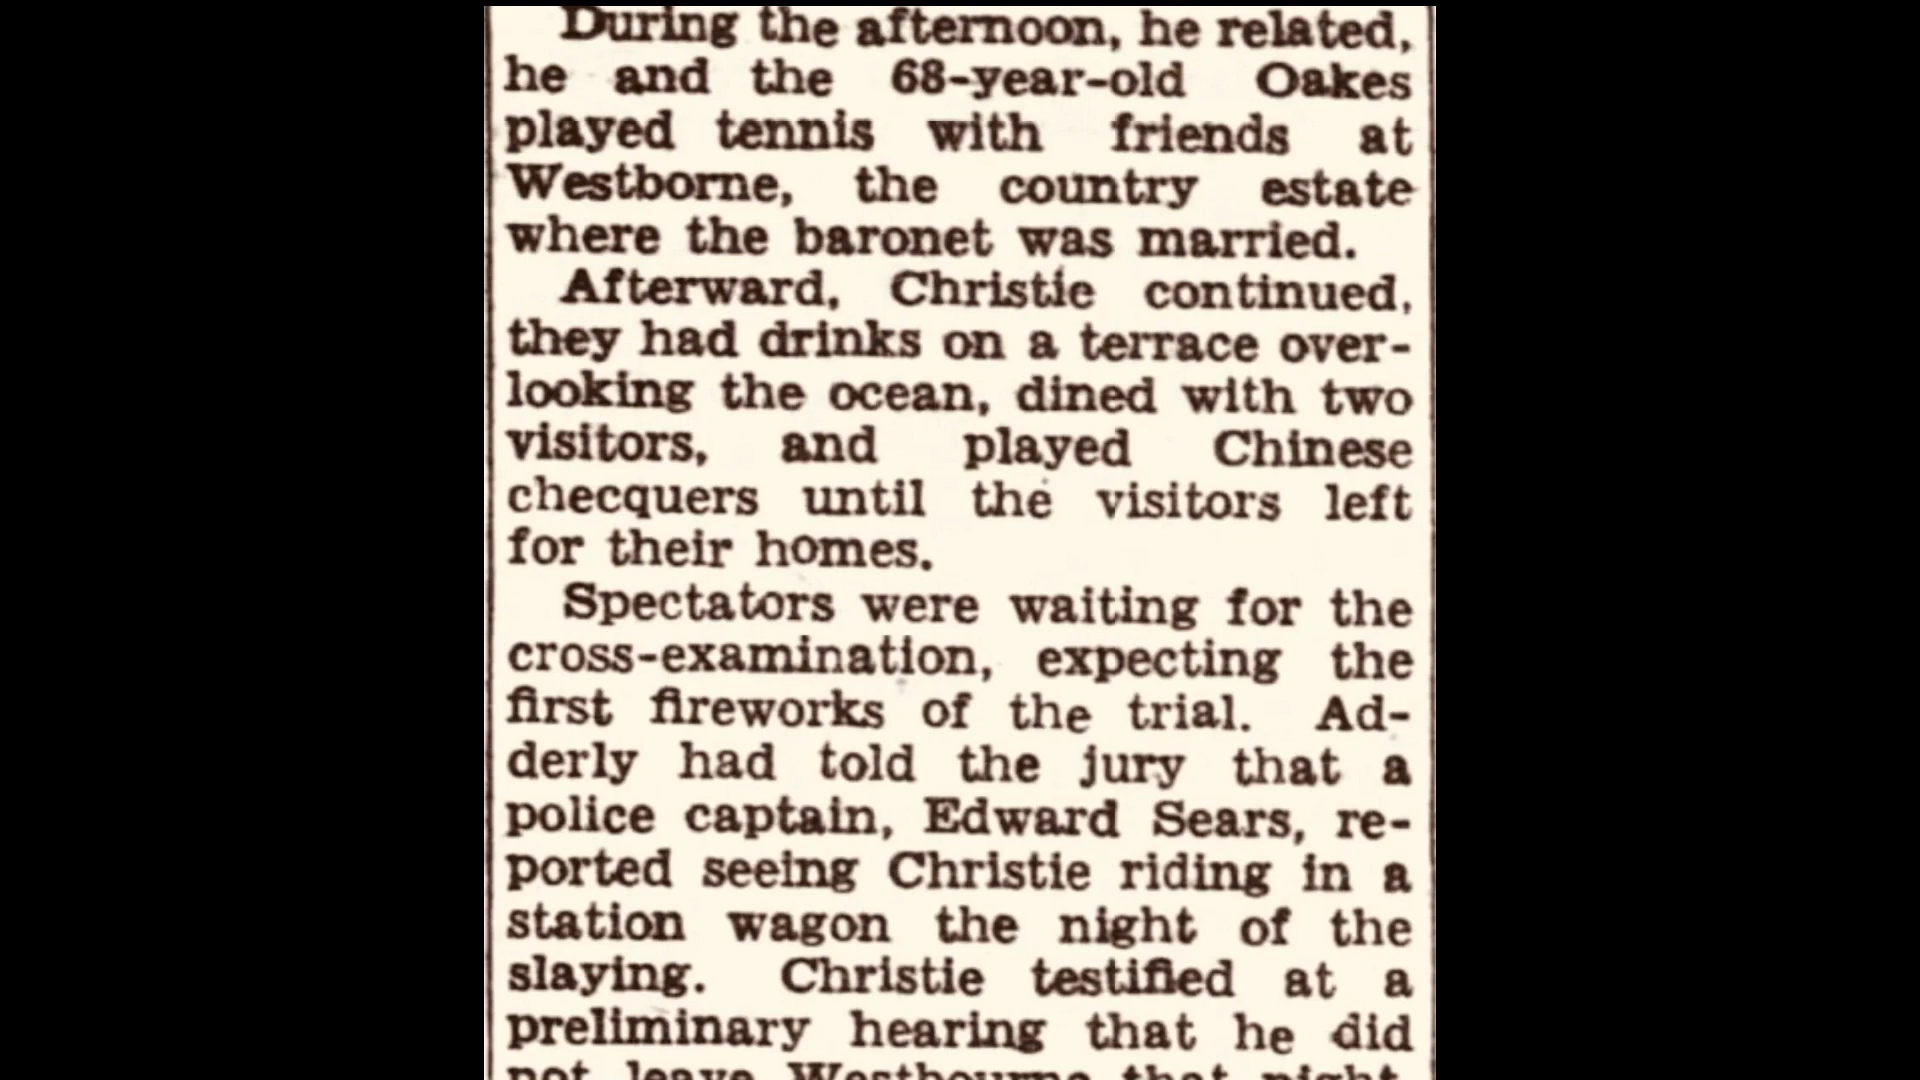 During the afternoon, he related,
he and the 68-year-old Oakes
played tennis with friends at
Westborne, the country estate
where the baronet was married.
Afterward, Christie continued,
they had drinks on a terrace over-
looking the ocean, dined with two
visitors, and played Chinese
checquers until the visitors left
for their homes.
Spectators were waiting for the
cross-examination, expecting the
first fireworks of the trial. Ad-
derly had told the jury that a
police captain, Edward Sears, re-
ported seeing Christie riding in a
station wagon the night of the
slaying. Christie testified at a
preliminary hearing that he did
not leave Westbourne that night.